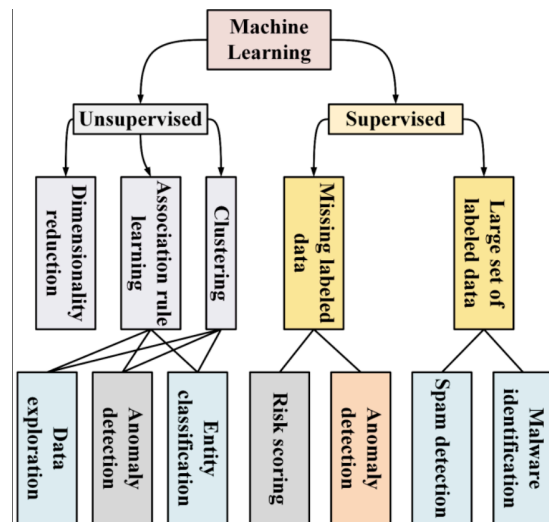 Machine
Learning
Unsupervised
Supervised
Dimensionality
reduction
Association rule
learning
Clustering
Missing labeled
data
Large set of
labeled data
Data
exploration
Anomaly
detection
Entity
classification
Risk scoring
Anomaly
detection
Spam detection
Malware
identification